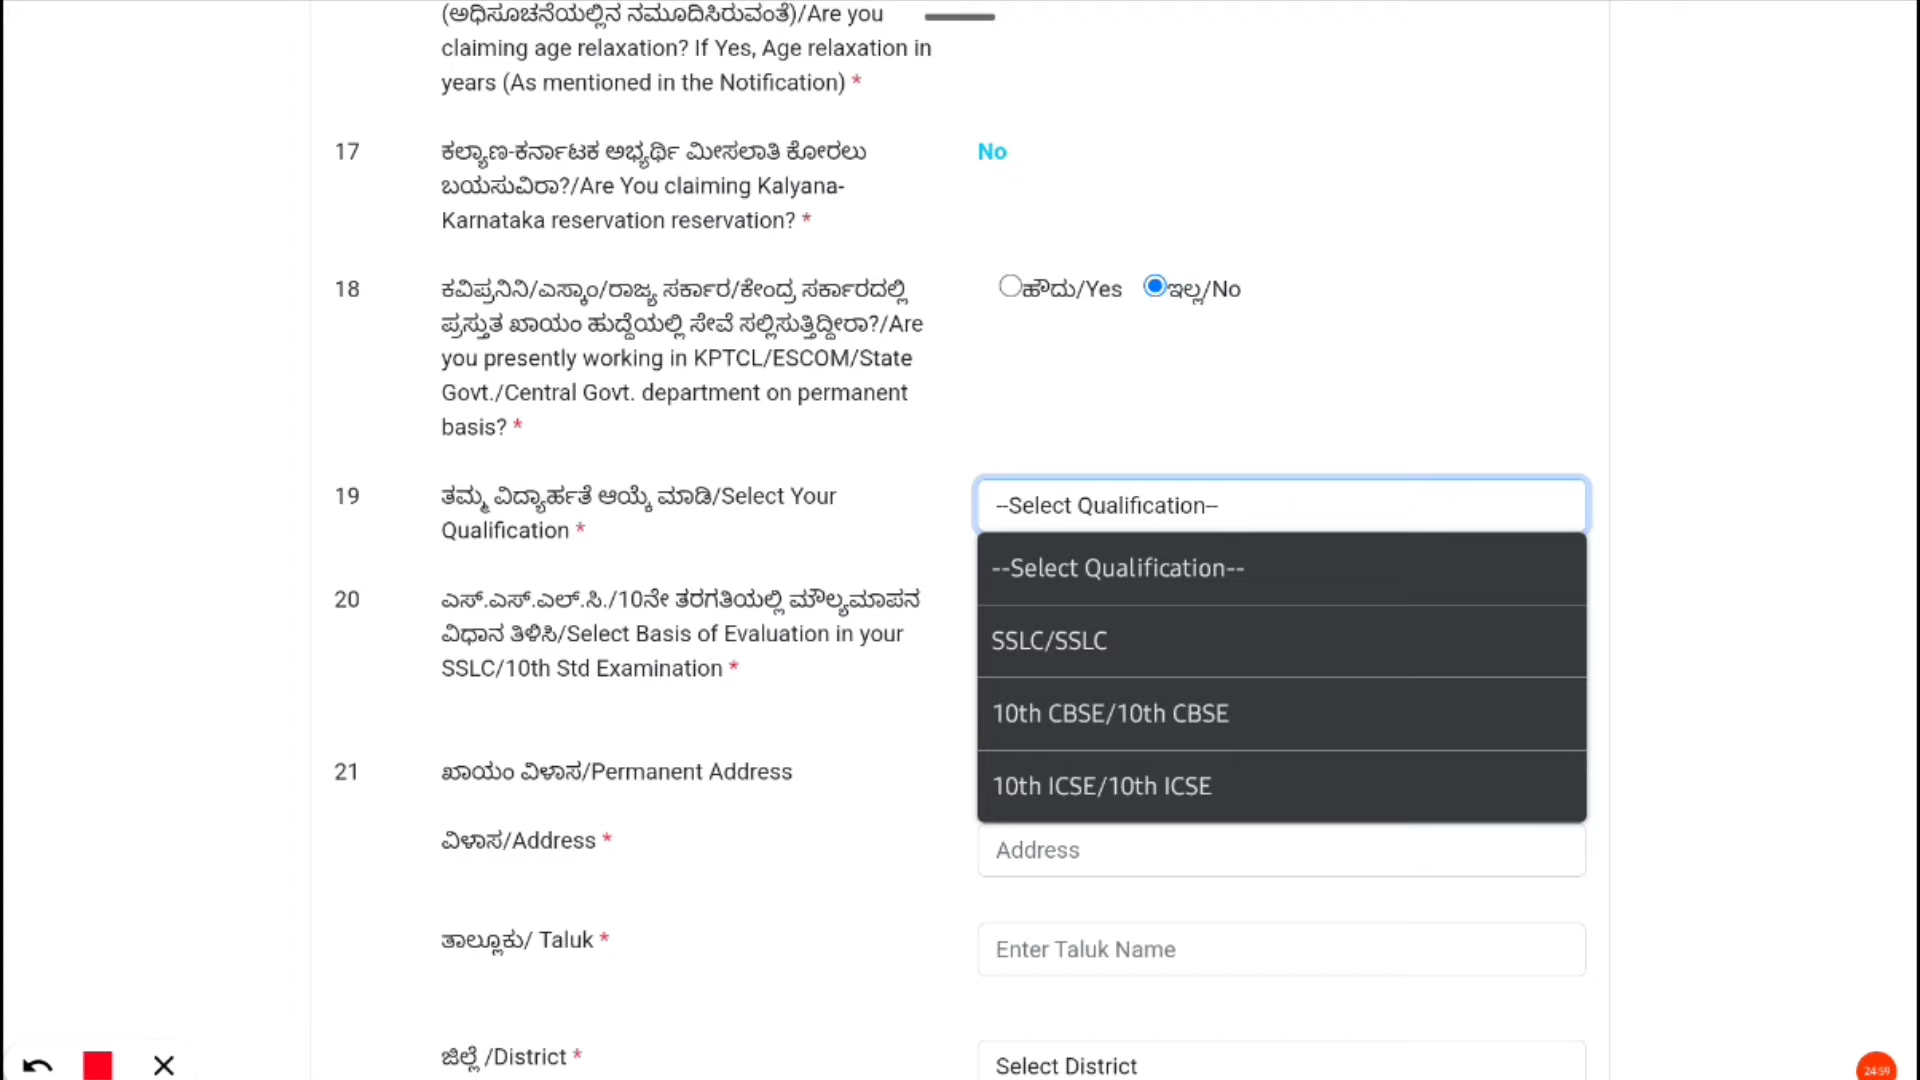 (ಅಧಿಸೂಚನೆಯಲ್ಲಿನ ನಮೂದಿಸಿರುವಂತೆ)/Are you
claiming age relaxation? If Yes, Age relaxation in
years (As mentioned in the Notification) *
17
ಕಲ್ಯಾಣ-ಕರ್ನಾಟಕ ಅಭ್ಯರ್ಥಿ ಮೀಸಲಾತಿ ಕೋರಲು
ಬಯಸುವಿರಾ?/Are You claiming Kalyana-
Karnataka reservation reservation? *
No
18
ಕವಿಪ್ರನಿನಿ/ಎಸ್ಕಾಂ/ರಾಜ್ಯ ಸರ್ಕಾರ/ಕೇಂದ್ರ ಸರ್ಕಾರದಲ್ಲಿ
ಪ್ರಸ್ತುತ ಖಾಯಂ ಹುದ್ದೆಯಲ್ಲಿ ಸೇವೆ ಸಲ್ಲಿಸುತ್ತಿದ್ದೀರಾ?/Are
you presently working in KPTCL/ESCOM/State
Govt./Central Govt. department on permanent
basis? *
ಹೌದು/Yes ಇಲ್ಲ/No
19
ತಮ್ಮ ವಿದ್ಯಾರ್ಹತೆ ಆಯ್ಕೆ ಮಾಡಿ/Select Your
Qualification *
--Select Qualification--
--Select Qualification--
SSLC/SSLC
10th CBSE/10th CBSE
10th ICSE/10th ICSE
20
ಎಸ್.ಎಸ್.ಎಲ್.ಸಿ./10ನೇ ತರಗತಿಯಲ್ಲಿ ಮೌಲ್ಯಮಾಪನ
ವಿಧಾನ ತಿಳಿಸಿ/Select Basis of Evaluation in your
SSLC/10th Std Examination *
21
ಖಾಯಂ ವಿಳಾಸ/Permanent Address
ವಿಳಾಸ/Address *
Address
ತಾಲ್ಲೂಕು/ Taluk *
Enter Taluk Name
ಜಿಲ್ಲೆ /District *
Select District
24:59